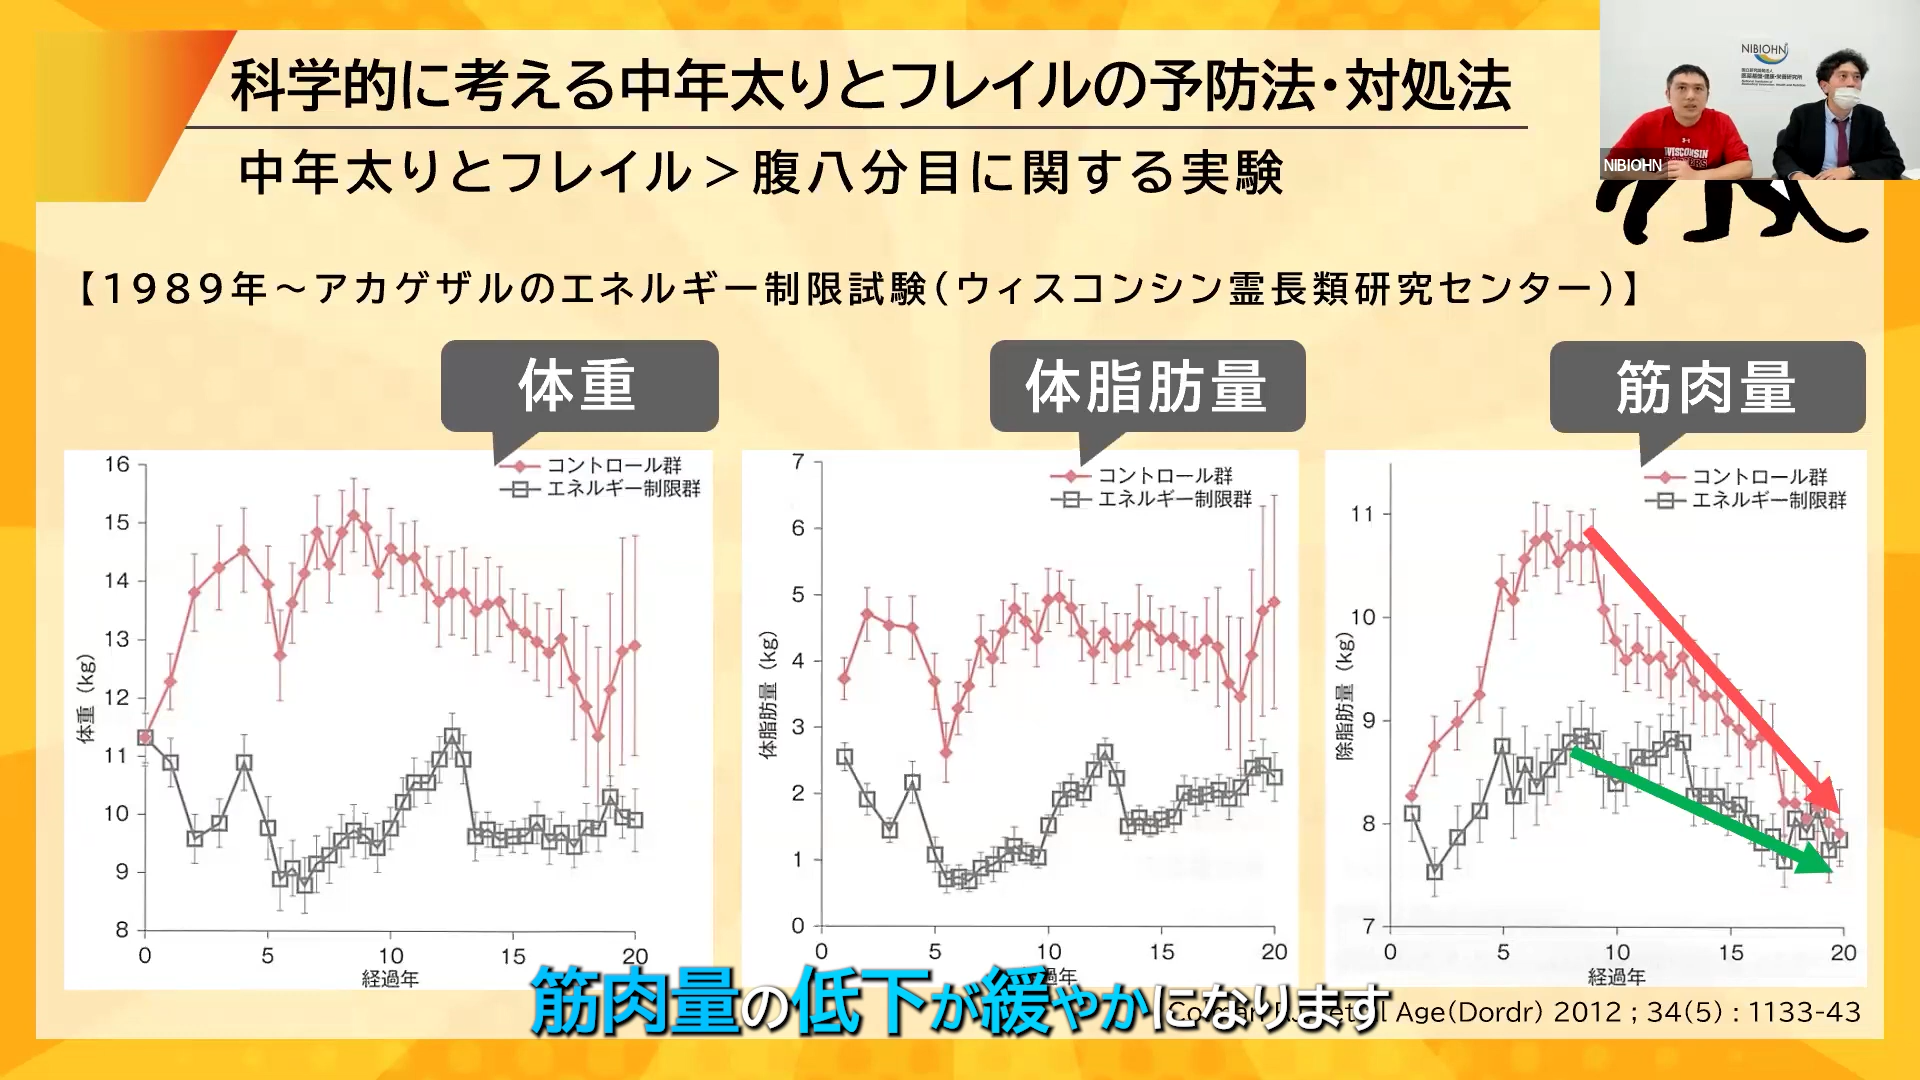 科学的に考える中年太りとフレイルの予防法・対処法
中年太りとフレイル＞腹八分目に関する実験
NIBIOHN
WISCONSIN
NIBIOHN
【1989年～アカゲザルのエネルギー制限試験(ウィスコンシン霊長類研究センター)】
体重
体脂肪量
筋肉量
コントロール群
エネルギー制限群
体重（kg）
16
15
14
13
12
11
10
9
8
0 5 10 15 20
経過年
コントロール群
エネルギー制限群
体脂肪量（kg）
7
6
5
4
3
2
1
0
0 5 10 15 20
過年
コントロール群
エネルギー制限群
除脂肪量（kg）
11
10
9
8
7
0 5 10 15 20
経過年
筋肉量の低下が緩やかになります
Age(Dordr) 2012 ; 34(5) : 1133-43